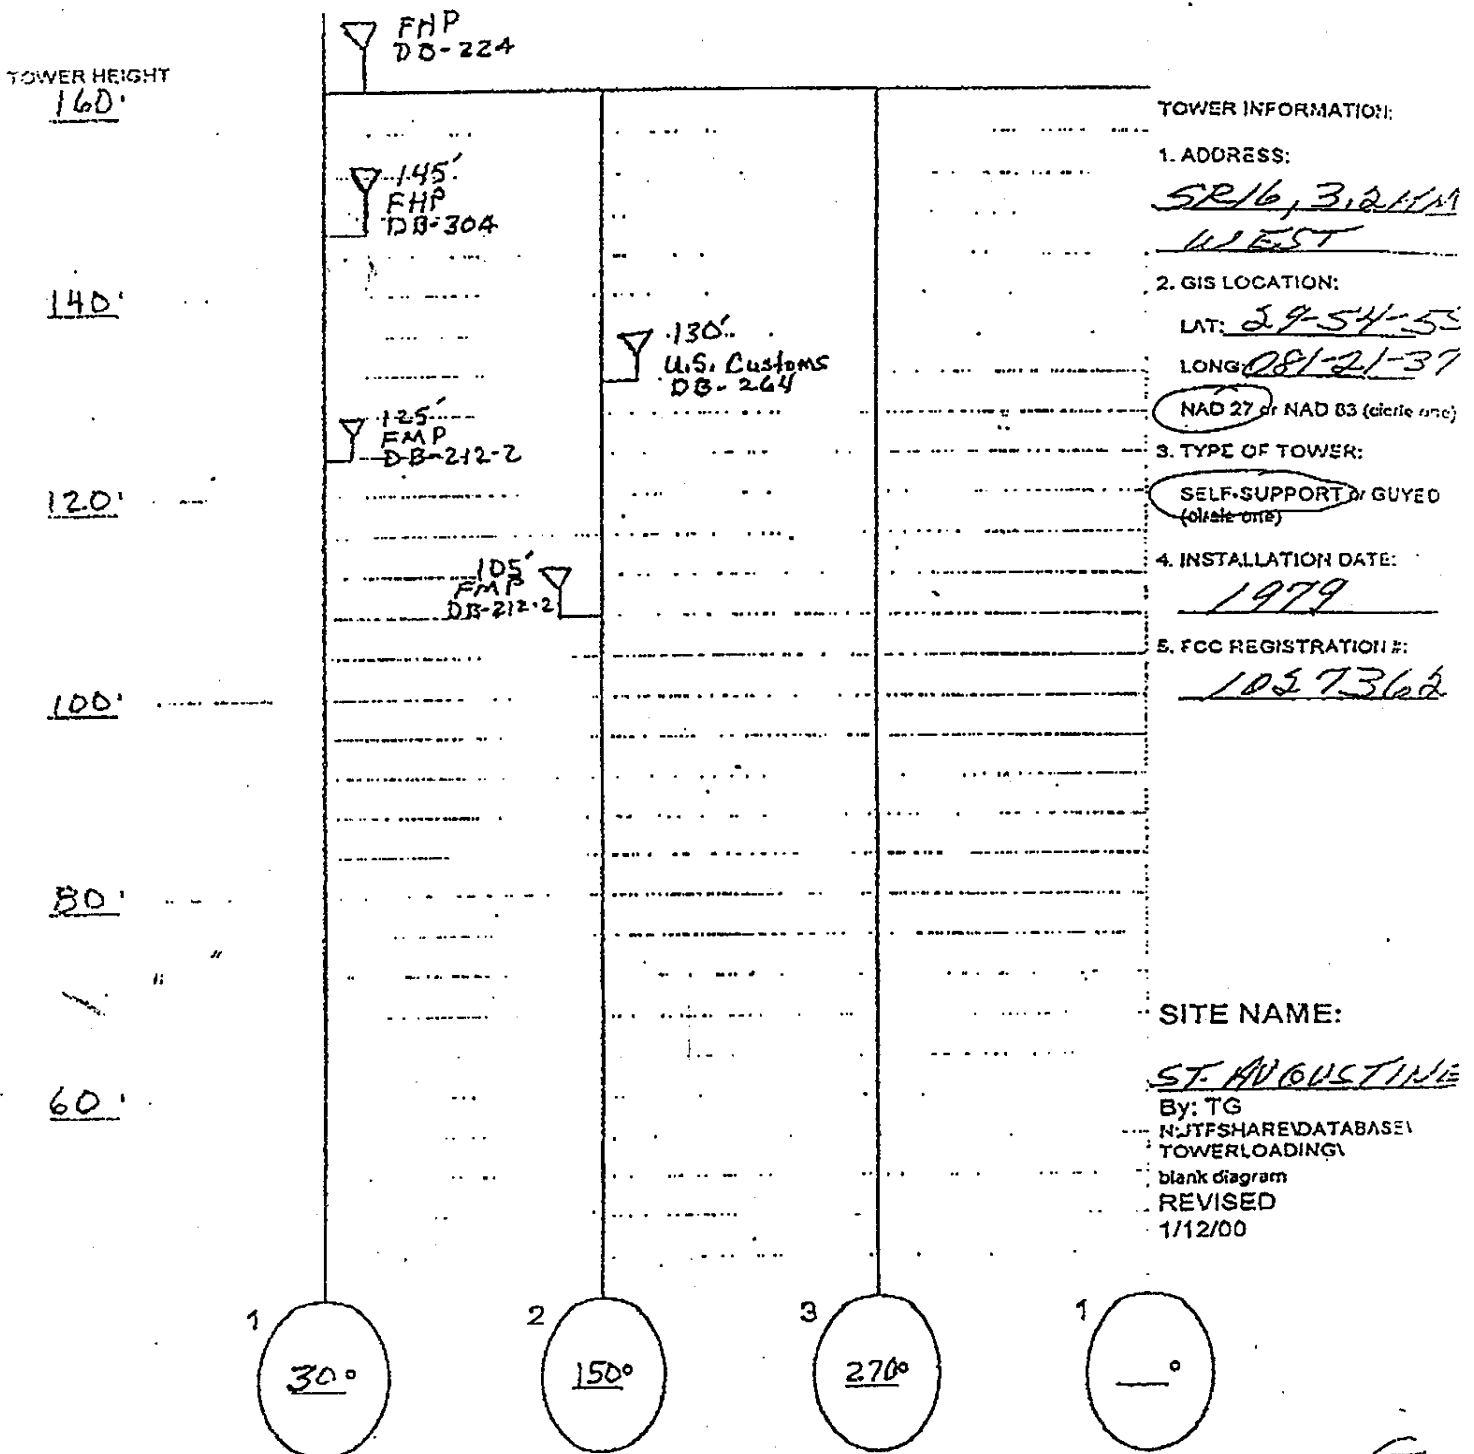 FHP
DB-224
TOWER HEIGHT
160'
145'
FHP
DB-304
140'
130'
U.S. Customs
DB-264
125'
FMP
DB-212-2
120'
105'
FMP
DB-212-2
100'
80'
60'
1
30°
2
150°
3
270°
1
°
TOWER INFORMATION:
1. ADDRESS:
SR16, 3.2 KM
WEST
2. GIS LOCATION:
LAT: 29-54-55
LONG: 081-21-37
NAD 27 or NAD 83 (circle one)
3. TYPE OF TOWER:
SELF-SUPPORT or GUYED
(circle one)
4. INSTALLATION DATE:
1979
5. FCC REGISTRATION #:
1027362
SITE NAME:
ST. AUGUSTINE
By: TG
N:\TFSHARE\DATABASE\
TOWERLOADING\
blank diagram
REVISED
1/12/00